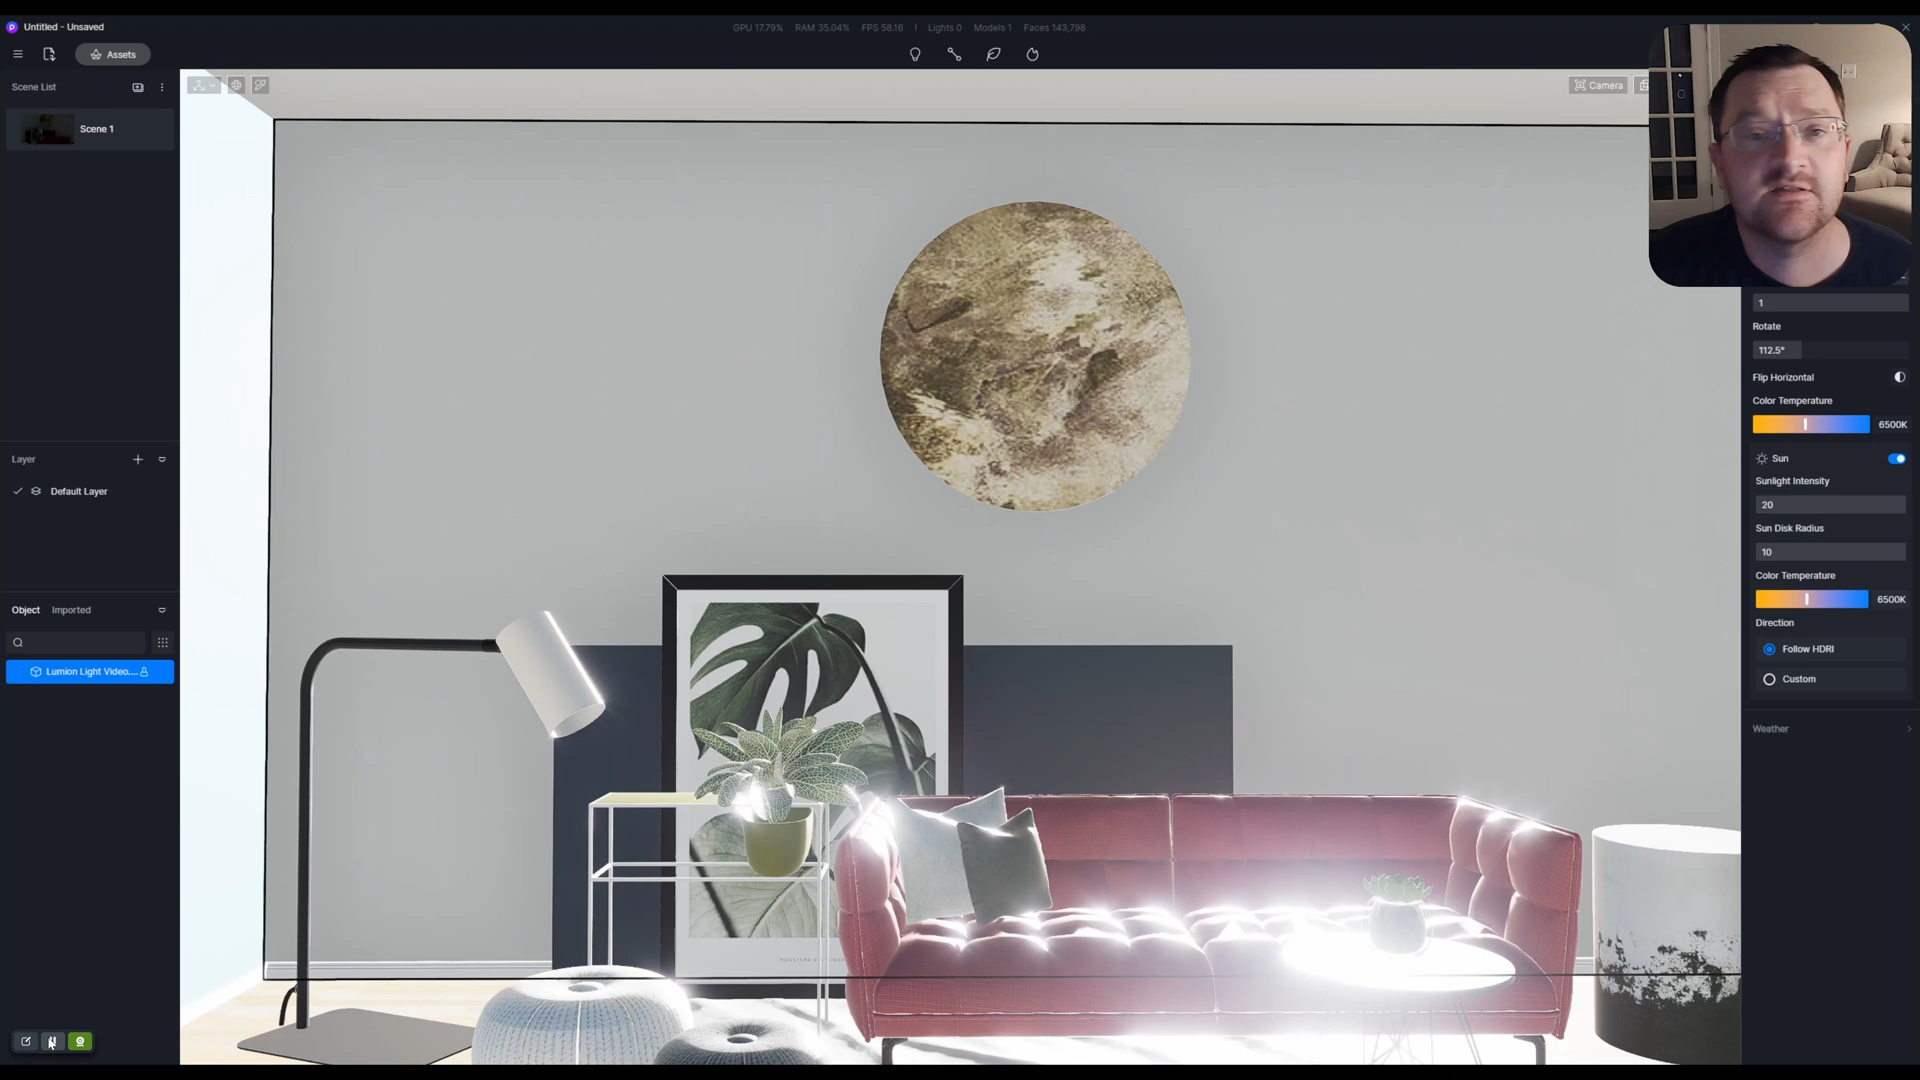 Untitled - Unsaved
GPU 17.79% RAM 35.04% FPS 58.16 | Lights 0 Models 1 Faces 143,798
Assets
Scene List
Camera
Scene 1
1
Rotate
112.5°
Flip Horizontal
Color Temperature
6500K
Layer
Sun
Sunlight Intensity
Default Layer
20
Sun Disk Radius
10
Color Temperature
6500K
Object Imported
Direction
Follow HDRI
Lumion Light Video....
Custom
Weather